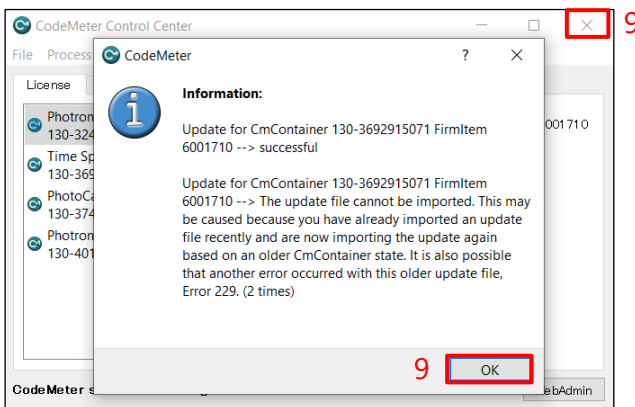 CodeMeter Control Center
9
File Process
CodeMeter
?
License
Information:
Photron
130-324
001710
Update for CmContainer 130-3692915071 FirmItem
6001710 --> successful
Time Sp
130-369
Update for CmContainer 130-3692915071 FirmItem
6001710 --> The update file cannot be imported. This may
be caused because you have already imported an update
file recently and are now importing the update again
based on an older CmContainer state. It is also possible
that another error occurred with this older update file,
Error 229. (2 times)
PhotoCa
130-374
Photron
130-401
9
OK
CodeMeter s
ebAdmin